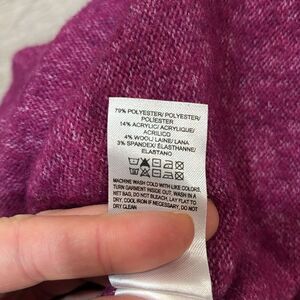 79% POLYESTER/ POLYESTER/
POLIESTER
14% ACRYLIC/ ACRYLIQUE/
ACRILICO
4% WOOL/ LAINE/ LANA
3% SPANDEX/ ÉLASTHANNE/
ELASTANO
MACHINE WASH COLD WITH LIKE COLORS,
TURN GARMENT INSIDE OUT, WASH IN A
NET BAG, DO NOT BLEACH, LAY FLAT TO
DRY, COOL IRON IF NECESSARY, DO NOT
DRY CLEAN